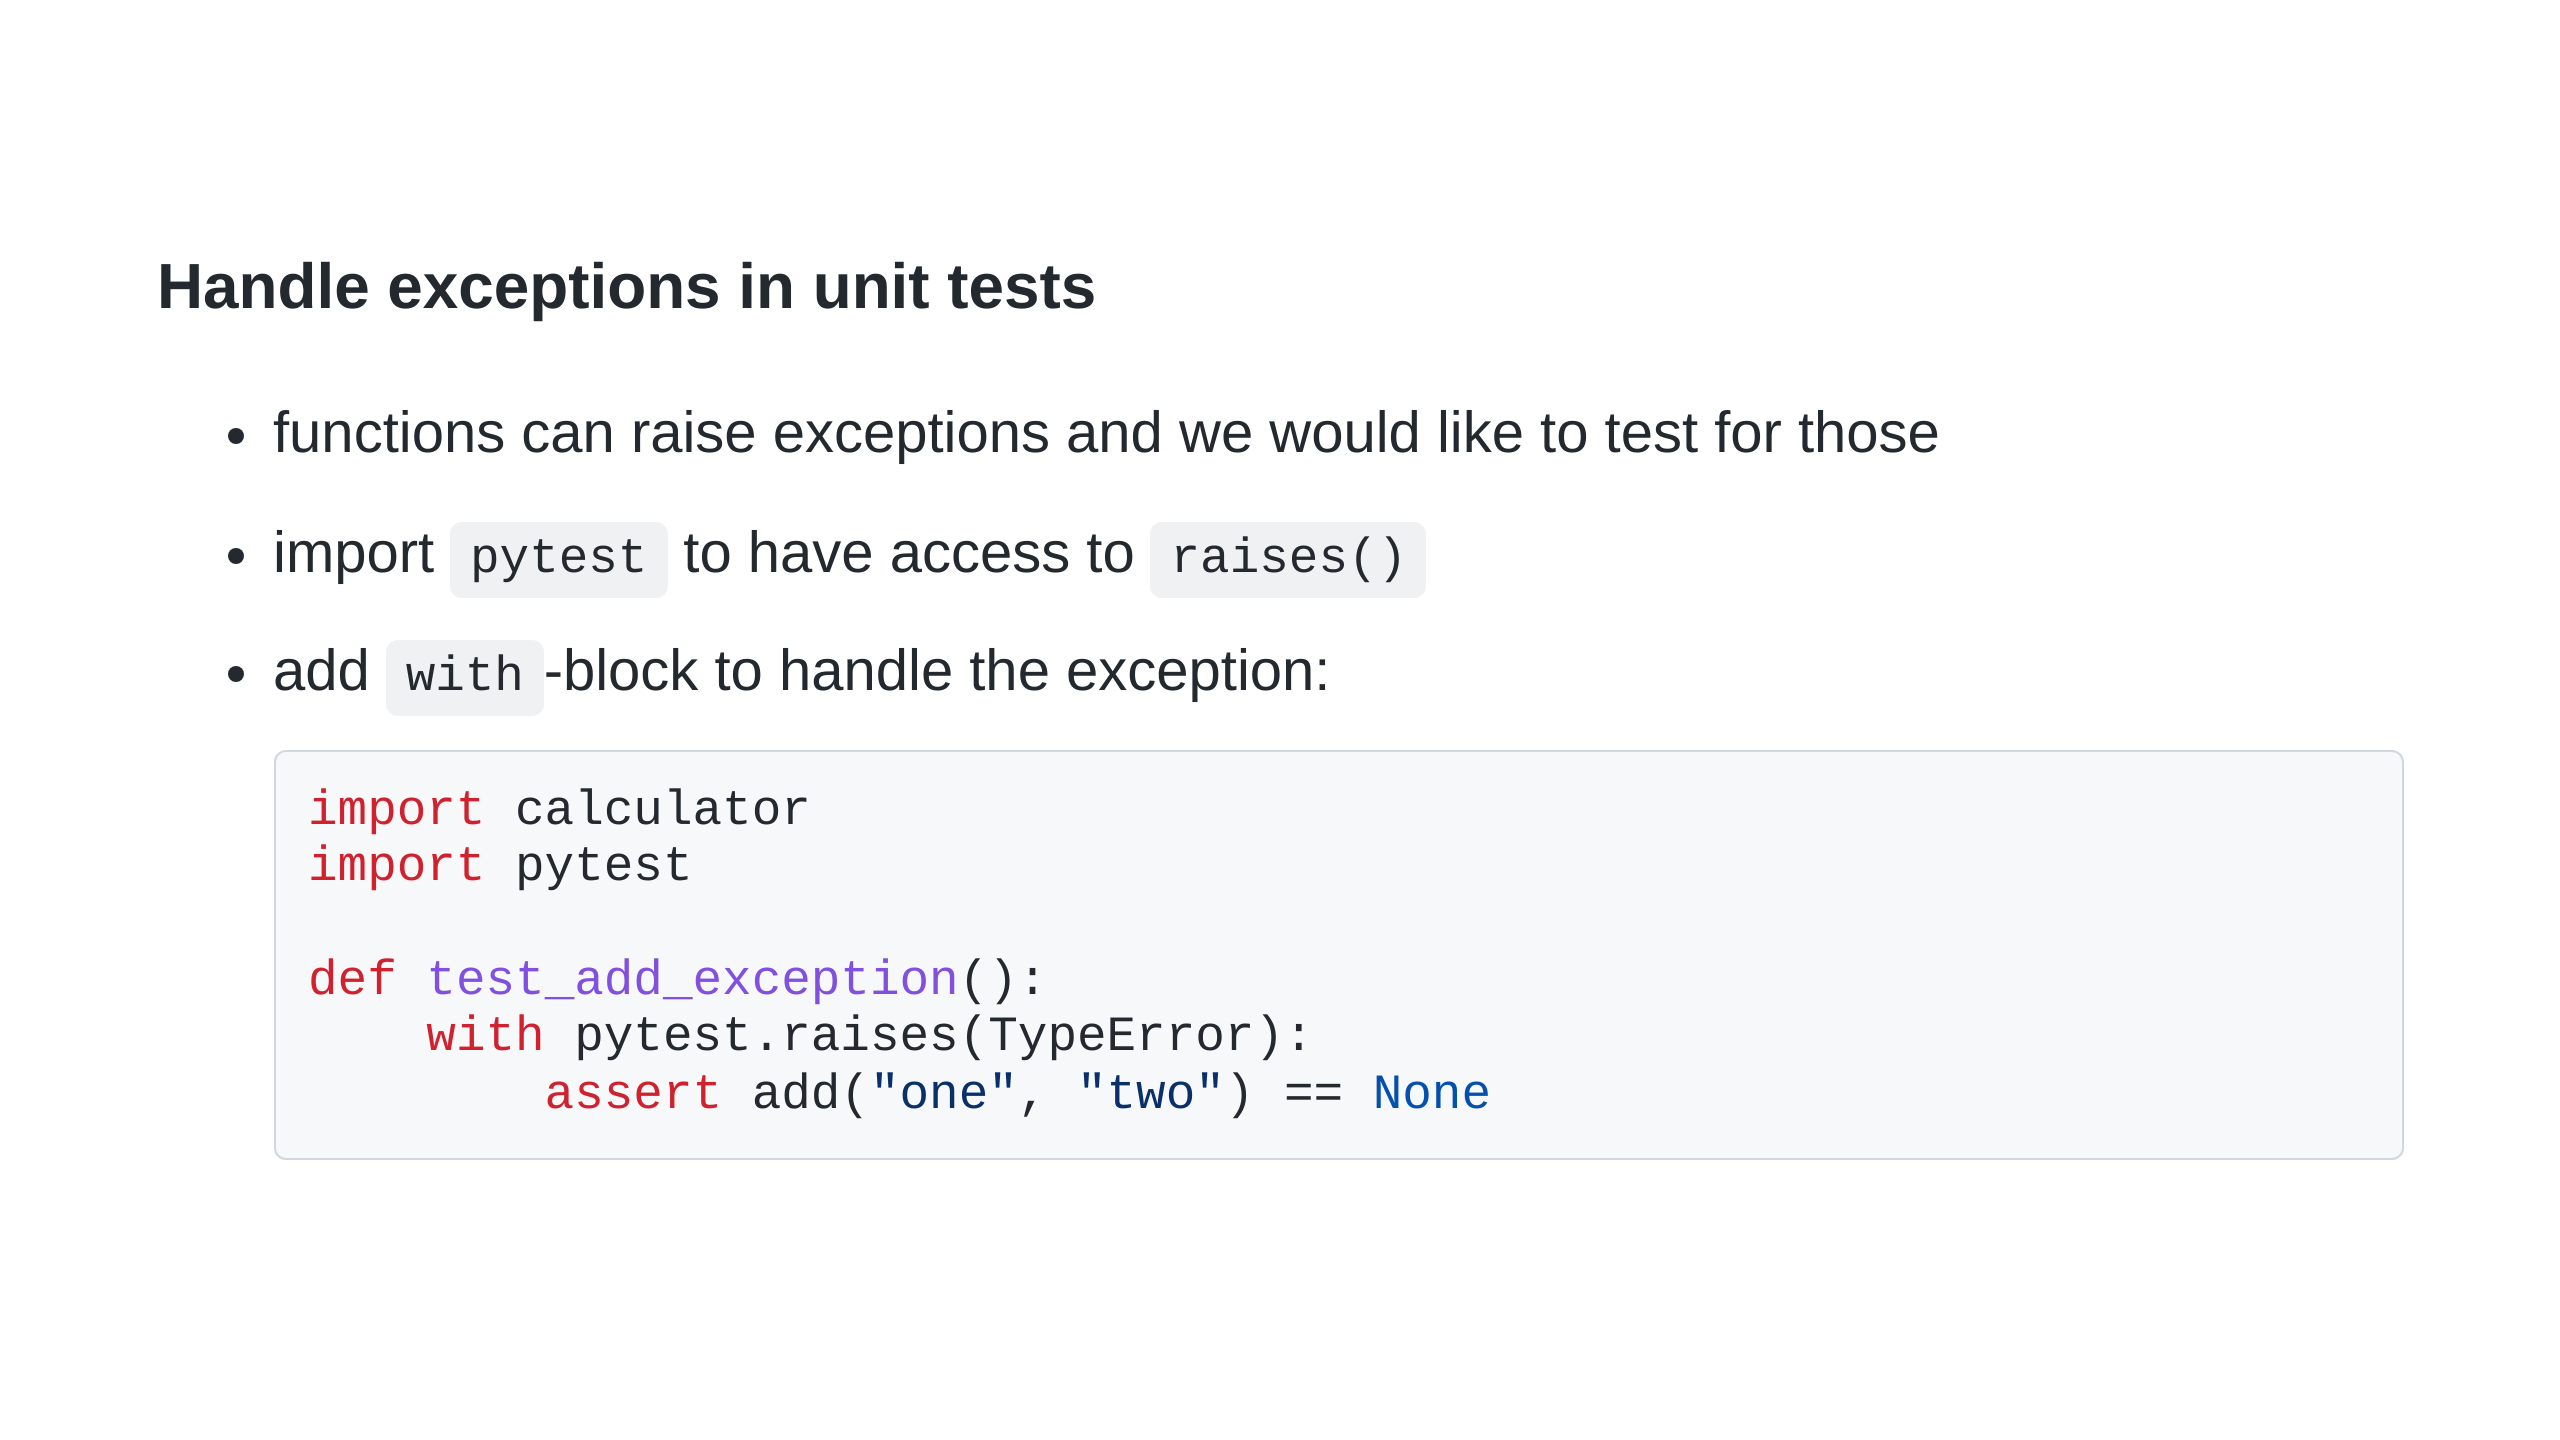 Handle exceptions in unit tests
• functions can raise exceptions and we would like to test for those
• import pytest to have access to raises()
• add with-block to handle the exception:
import calculator
import pytest

def test_add_exception():
    with pytest.raises(TypeError):
        assert add("one", "two") == None